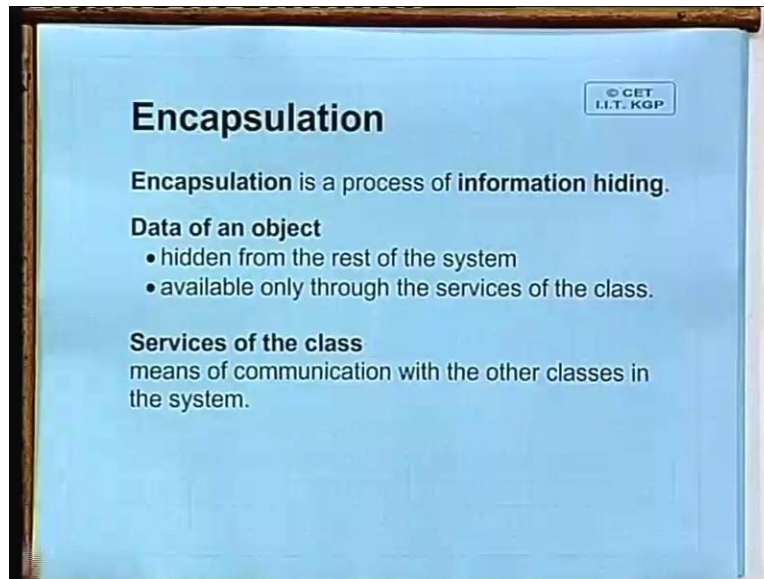 © CET
I.I.T. KGP
Encapsulation
Encapsulation is a process of information hiding.
Data of an object
• hidden from the rest of the system
• available only through the services of the class.
Services of the class
means of communication with the other classes in
the system.